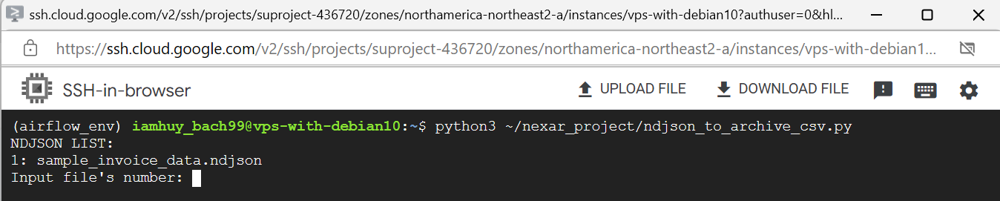 ssh.cloud.google.com/v2/ssh/projects/suproject-436720/zones/northamerica-northeast2-a/instances/vps-with-debian10?authuser=0&hl...
https://ssh.cloud.google.com/v2/ssh/projects/suproject-436720/zones/northamerica-northeast2-a/instances/vps-with-debian1...
SSH-in-browser UPLOAD FILE DOWNLOAD FILE
(airflow_env) iamhuy_bach99@vps-with-debian10:~$ python3 ~/nexar_project/ndjson_to_archive_csv.py
NDJSON LIST:
1: sample_invoice_data.ndjson
Input file's number: